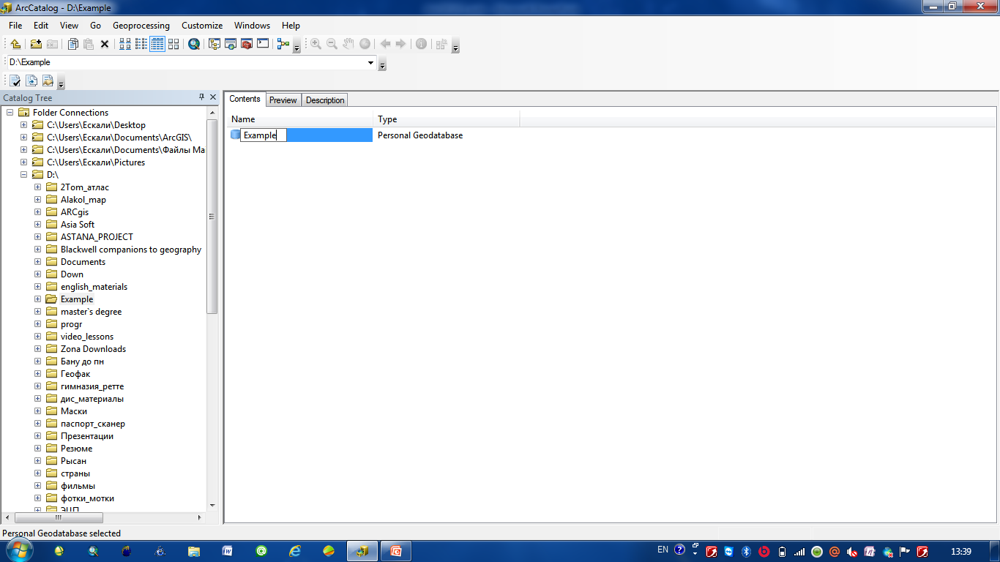 ArcCatalog - D:\Example
File Edit View Go Geoprocessing Customize Windows Help
D:\Example
Catalog Tree
Folder Connections
C:\Users\Ескали\Desktop
C:\Users\Ескали\Documents\ArcGIS\
C:\Users\Ескали\Documents\Файлы Ма
C:\Users\Ескали\Pictures
D:\
2Tom_атлас
Alakol_map
ARCgis
Asia Soft
ASTANA_PROJECT
Blackwell companions to geography
Documents
Down
english_materials
Example
master`s degree
progr
video_lessons
Zona Downloads
Бану до пн
Геофак
гимназия_ретте
дис_материалы
Маски
паспорт_сканер
Презентации
Резюме
Рысан
страны
фильмы
фотки_мотки
ЭЦП
Contents Preview Description
Name Type
Example Personal Geodatabase
Personal Geodatabase selected
EN 13:39